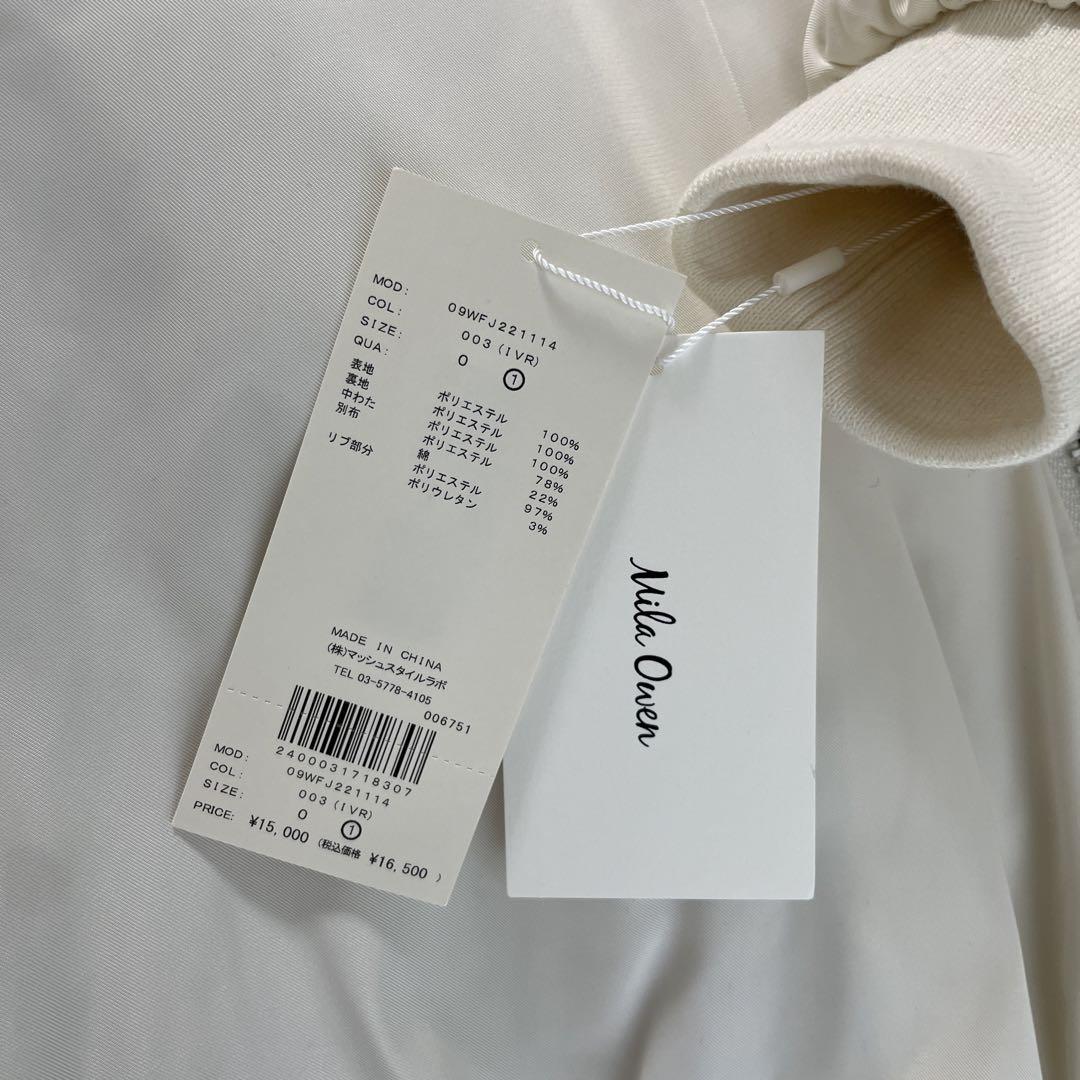 MOD: 09WFJ221114
COL: 003 (IVR)
SIZE: 0 ①
QUA:
表地 ポリエステル 100%
裏地 ポリエステル 100%
中わた ポリエステル 100%
別布 ポリエステル 78%
綿 22%
リブ部分 ポリエステル 97%
ポリウレタン 3%
MADE IN CHINA
(株)マッシュスタイルラボ
TEL 03-5778-4105
006751
2400031718307
MOD: 09WFJ221114
COL: 003 (IVR)
SIZE: 0 ①
PRICE: ¥15,000 (税込価格 ¥16,500 )
Mila Owen